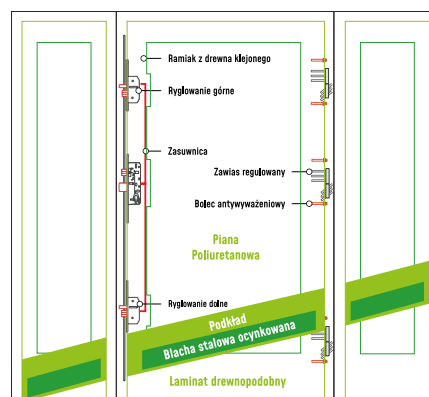 Ramiak z drewna klejonego
Ryglowanie górne
Zasuwnica
Zawias regulowany
Bolec antywyważeniowy
Piana
Poliuretanowa
Ryglowanie dolne
Podkład
Blacha stalowa ocynkowana
Laminat drewnopodobny